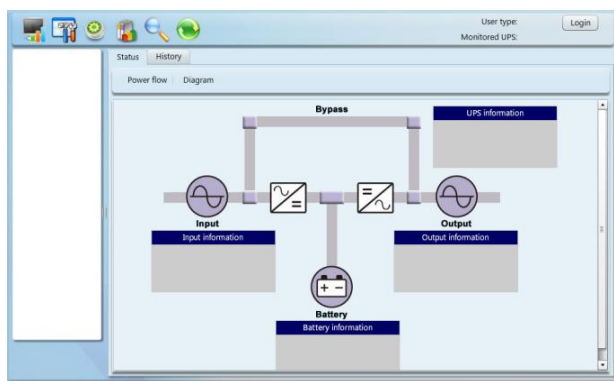 User type:
Login
Monitored UPS:
Status
History
Power flow
Diagram
Bypass
UPS information
Input
Output
Input information
Output information
Battery
Battery information